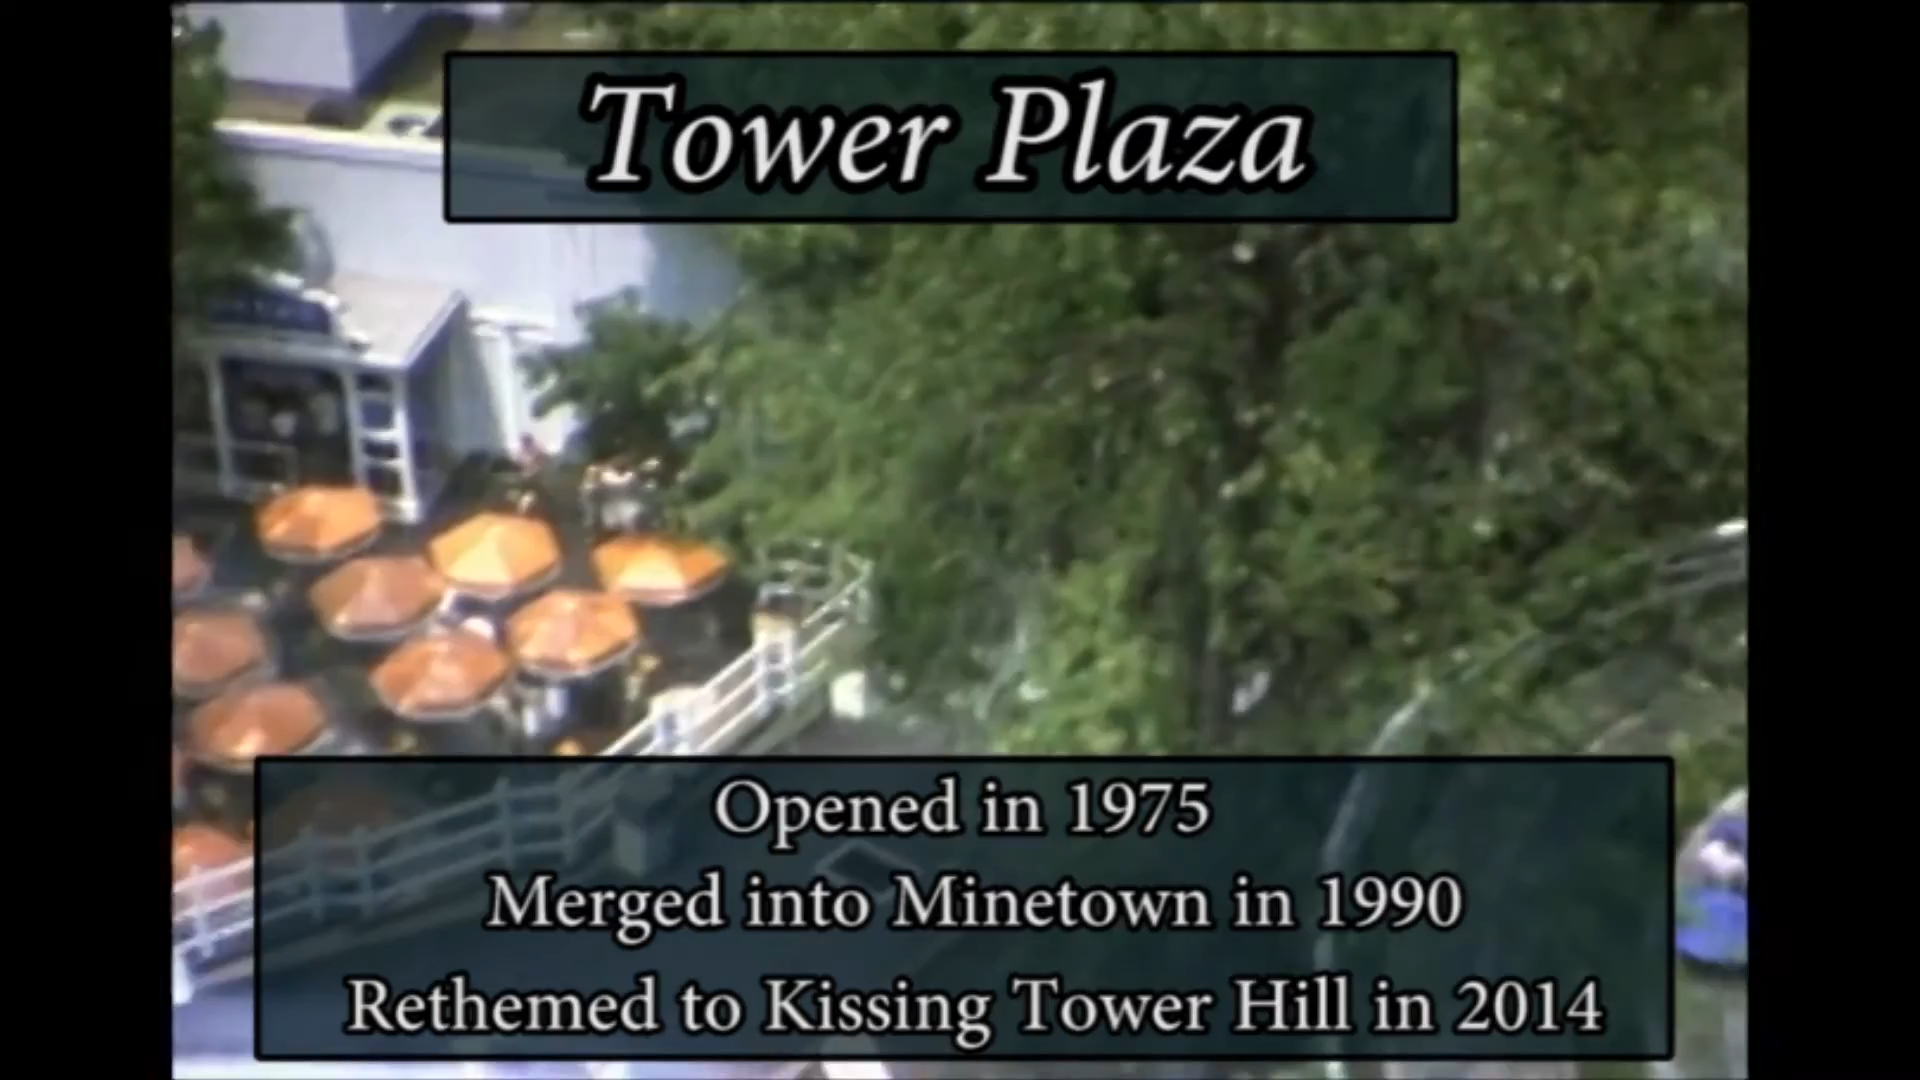 Tower Plaza
Opened in 1975
Merged into Minetown in 1990
Rethemed to Kissing Tower Hill in 2014